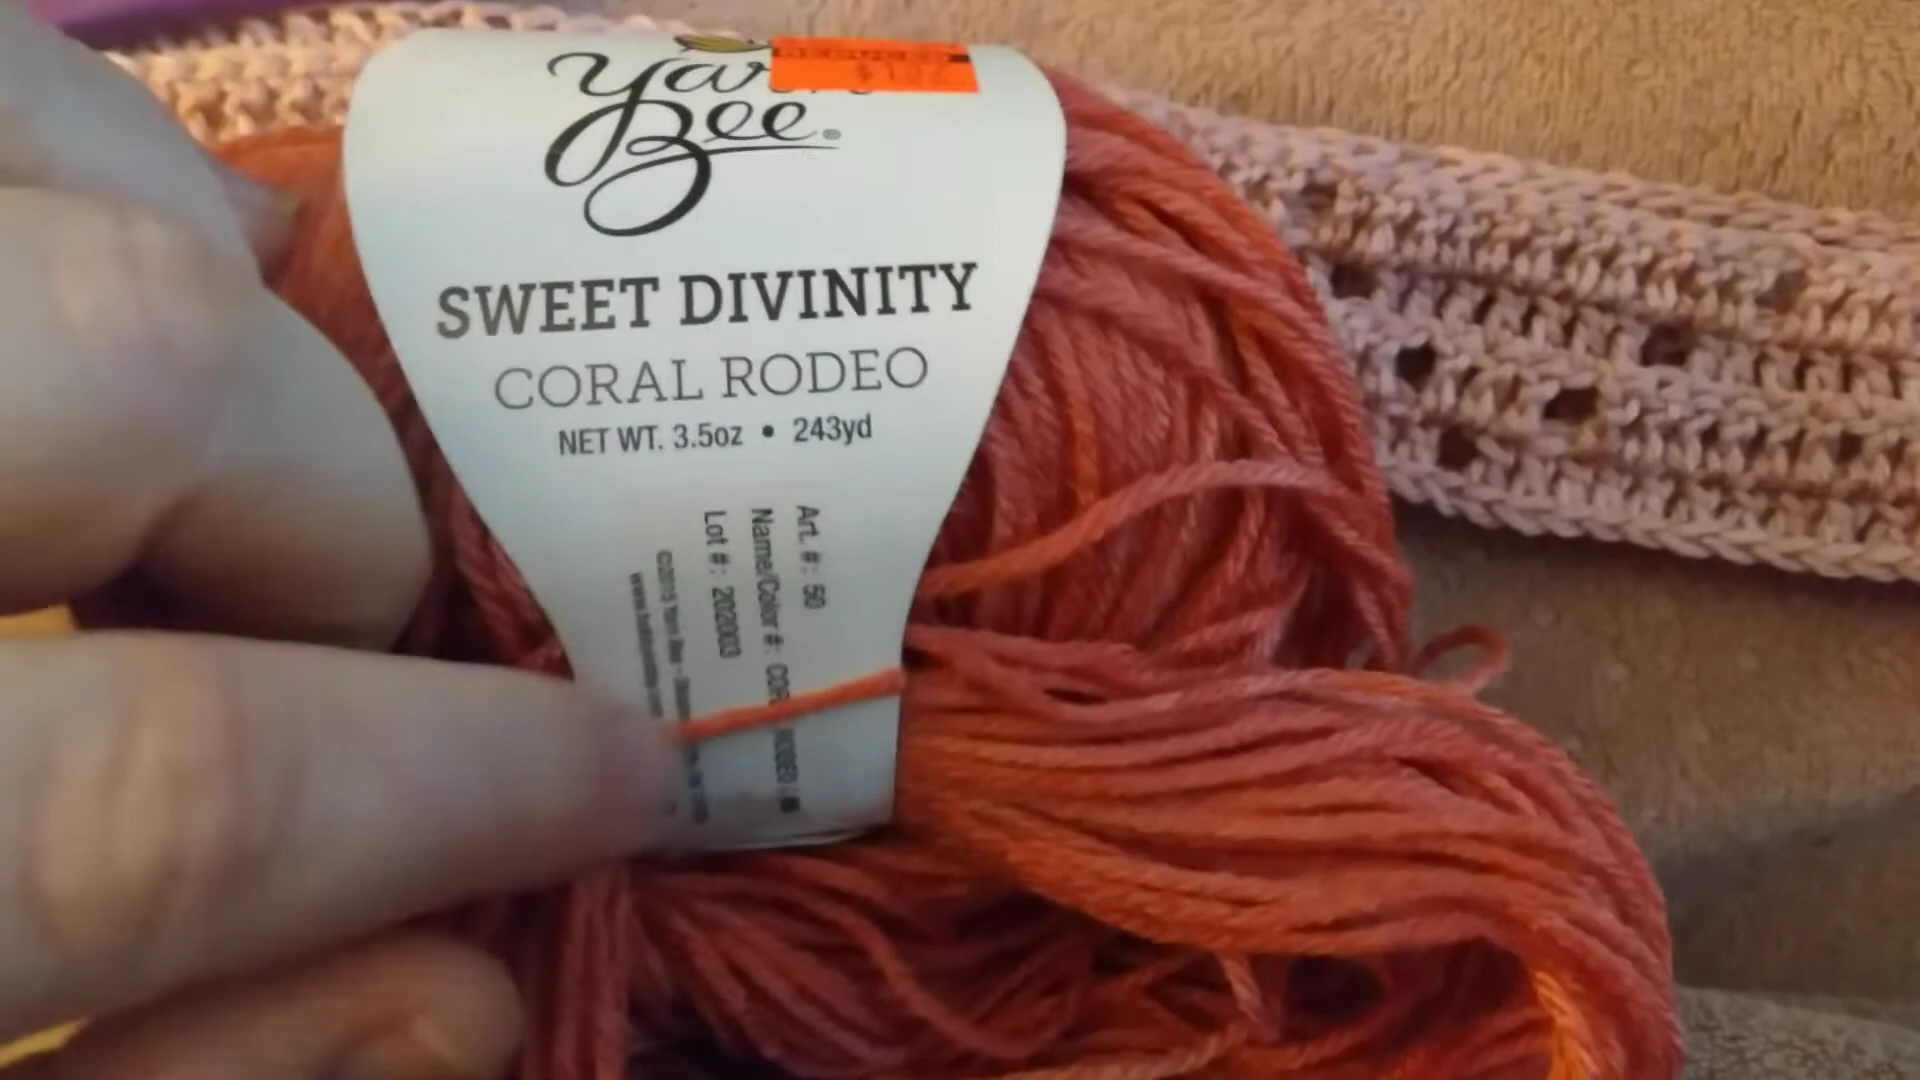 Yarn
Bee®
SWEET DIVINITY
CORAL RODEO
NET WT. 3.5oz • 243yd
Art. #: 50
Name/Color #:
Lot #: 202003